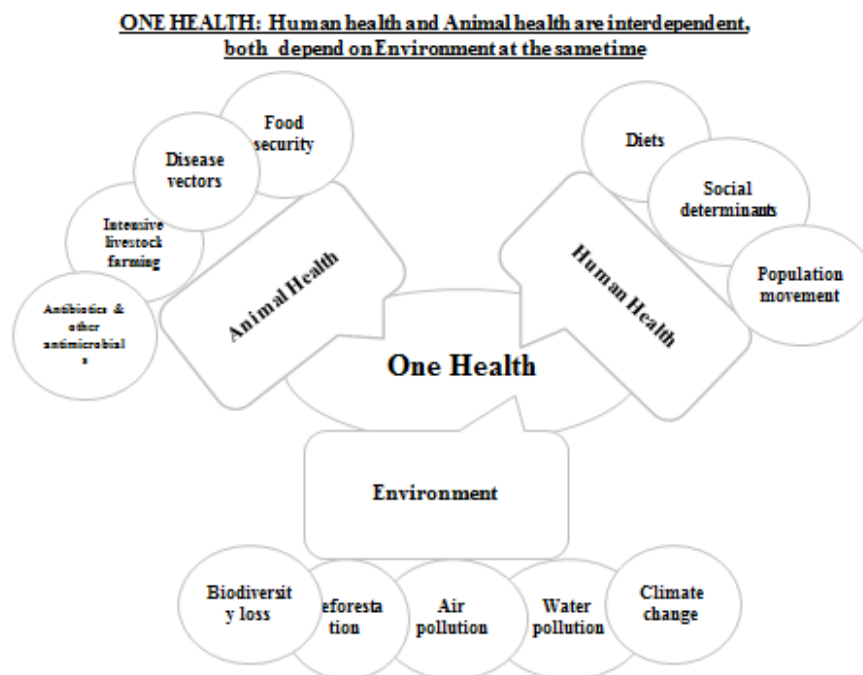 ONE HEALTH: Human health and Animal health are interdependent,
both depend on Environment at the same time
Food
security
Disease
vectors
Intensive
livestock
farming
Antibiotics &
other
antimicrobial
s
Animal Health
Diets
Social
determinants
Population
movement
Human Health
One Health
Environment
Biodiversit
y loss
eforesta
tion
Air
pollution
Water
pollution
Climate
change